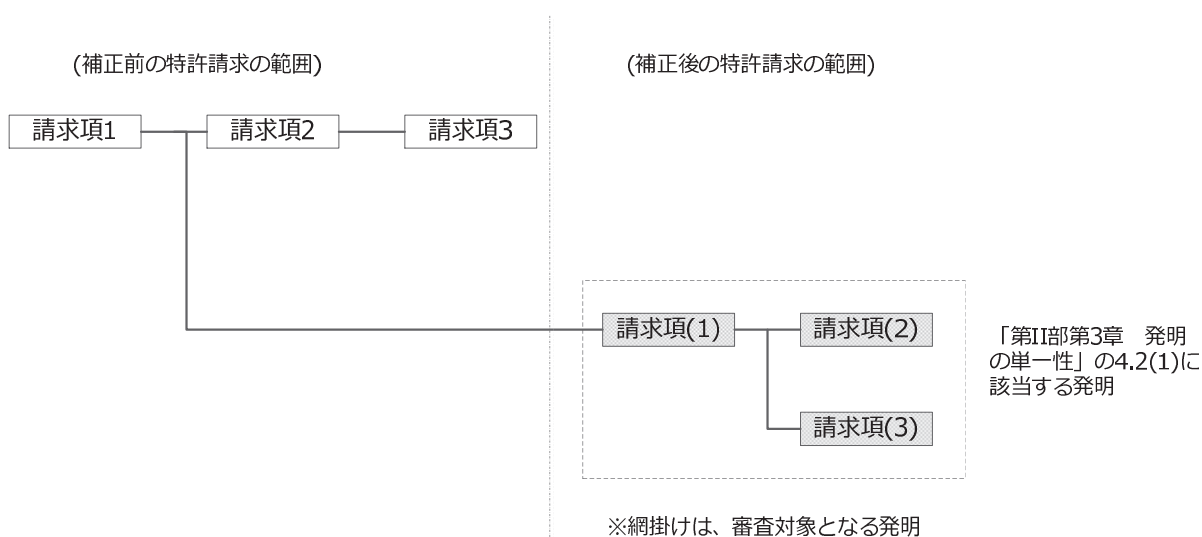 (補正前の特許請求の範囲)
(補正後の特許請求の範囲)
請求項1
請求項2
請求項3
請求項(1)
請求項(2)
請求項(3)
「第II部第3章　発明
の単一性」の4.2(1)に
該当する発明
※網掛けは、審査対象となる発明